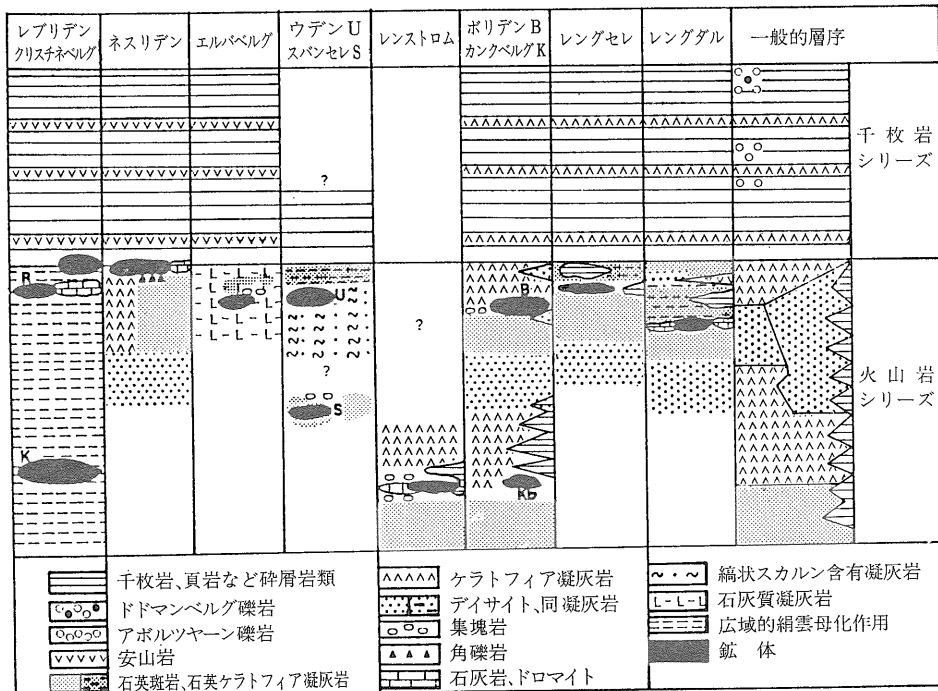 レブリデン
クリスチネベルグ
ネスリデン
エルババベルグ
ウデン U
スパンセレ S
レンストロム
ボリデン B
カンクベルグ K
レングセレ
レングダル
一般的層序
千枚岩
シリーズ
?
R
U
B
?
?
火山岩
シリーズ
S
K
Kb
千枚岩、頁岩など砕屑岩類
ドドマンベルグ礫岩
アボルツヤーン礫岩
安山岩
石英斑岩、石英ケラトフィア凝灰岩
ケラトフィア凝灰岩
デイサイト、同凝灰岩
集塊岩
角礫岩
石灰岩、ドロマイト
縞状スカルン含有凝灰岩
石灰質凝灰岩
広域的絹雲母化作用
鉱体